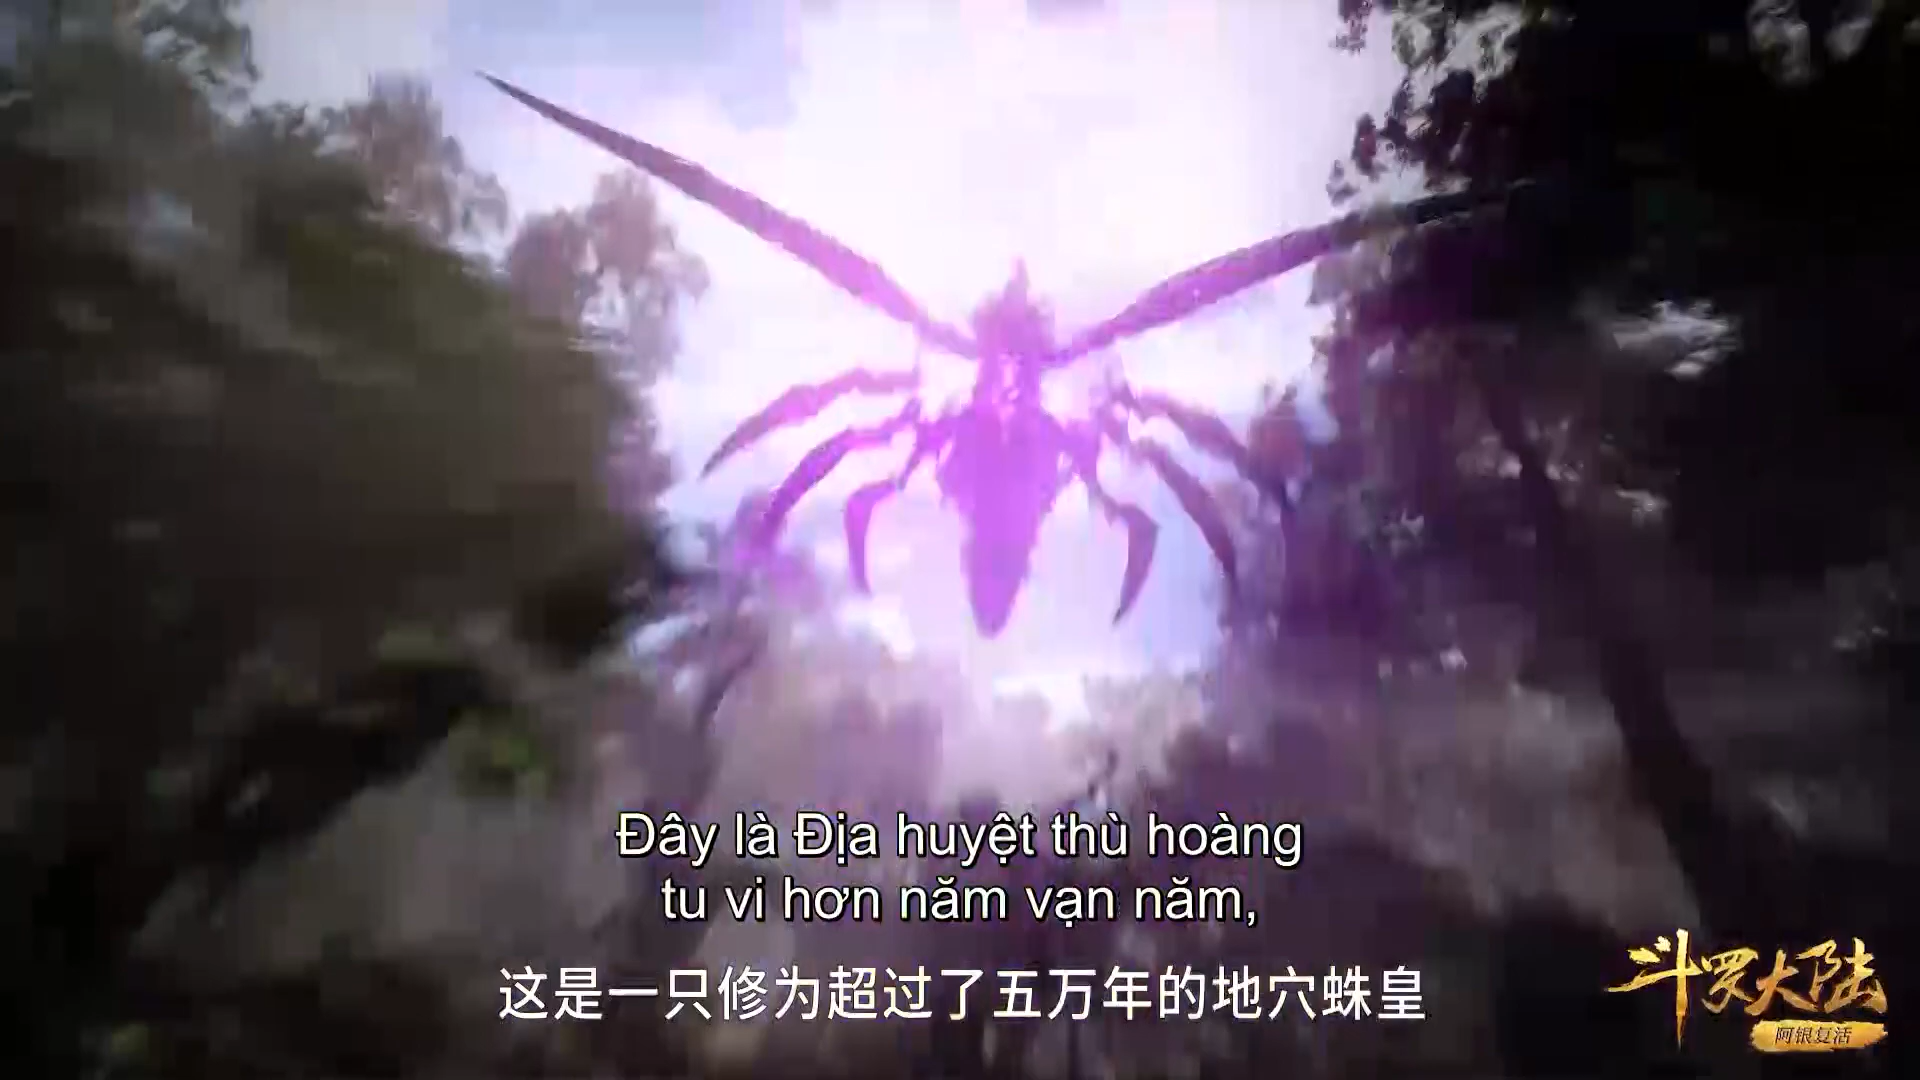 Đây là Địa huyệt thù hoàng
tu vi hơn năm vạn năm,
这是一只修为超过了五万年的地穴蛛皇
斗罗大陆
阿银复活